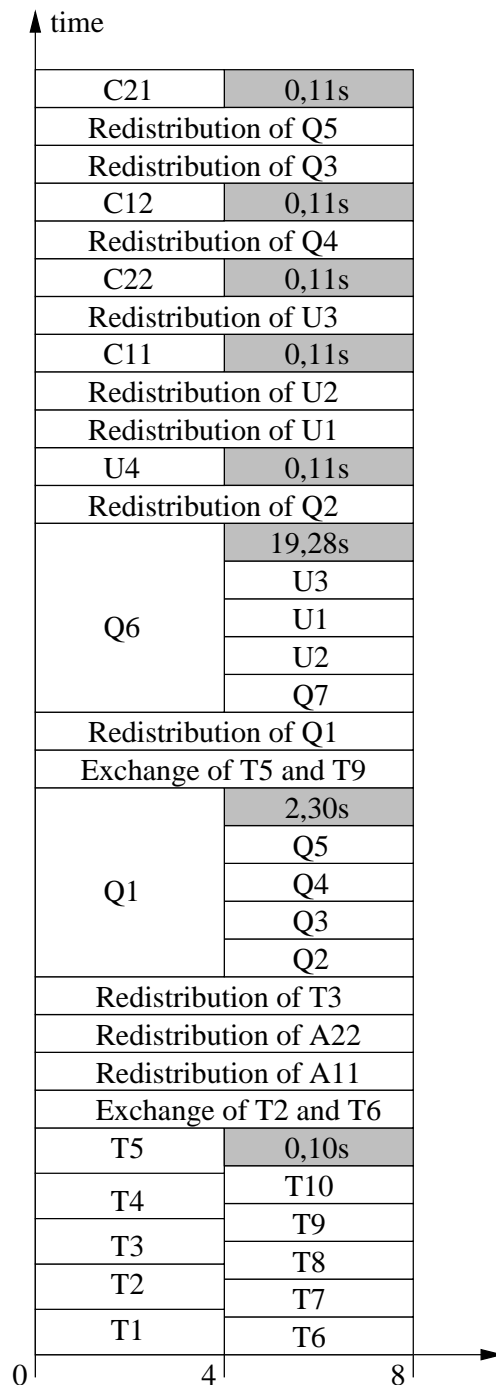 time
C21 0,11s
Redistribution of Q5
Redistribution of Q3
C12 0,11s
Redistribution of Q4
C22 0,11s
Redistribution of U3
C11 0,11s
Redistribution of U2
Redistribution of U1
U4 0,11s
Redistribution of Q2
19,28s
U3
Q6
U1
U2
Q7
Redistribution of Q1
Exchange of T5 and T9
2,30s
Q5
Q1
Q4
Q3
Q2
Redistribution of T3
Redistribution of A22
Redistribution of A11
Exchange of T2 and T6
T5 0,10s
T4 T10
T9
T3 T8
T2 T7
T1 T6
0 4 8